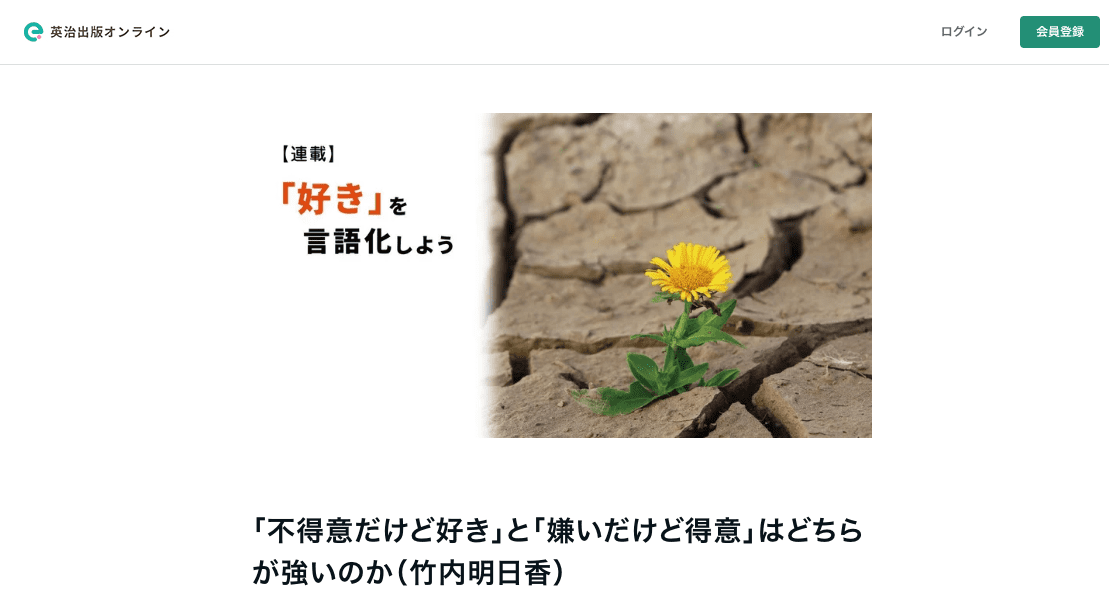 英治出版オンライン
ログイン
会員登録
【連載】
「好き」を
言語化しよう
「不得意だけど好き」と「嫌いだけど得意」はどちら
が強いのか(竹内明日香)